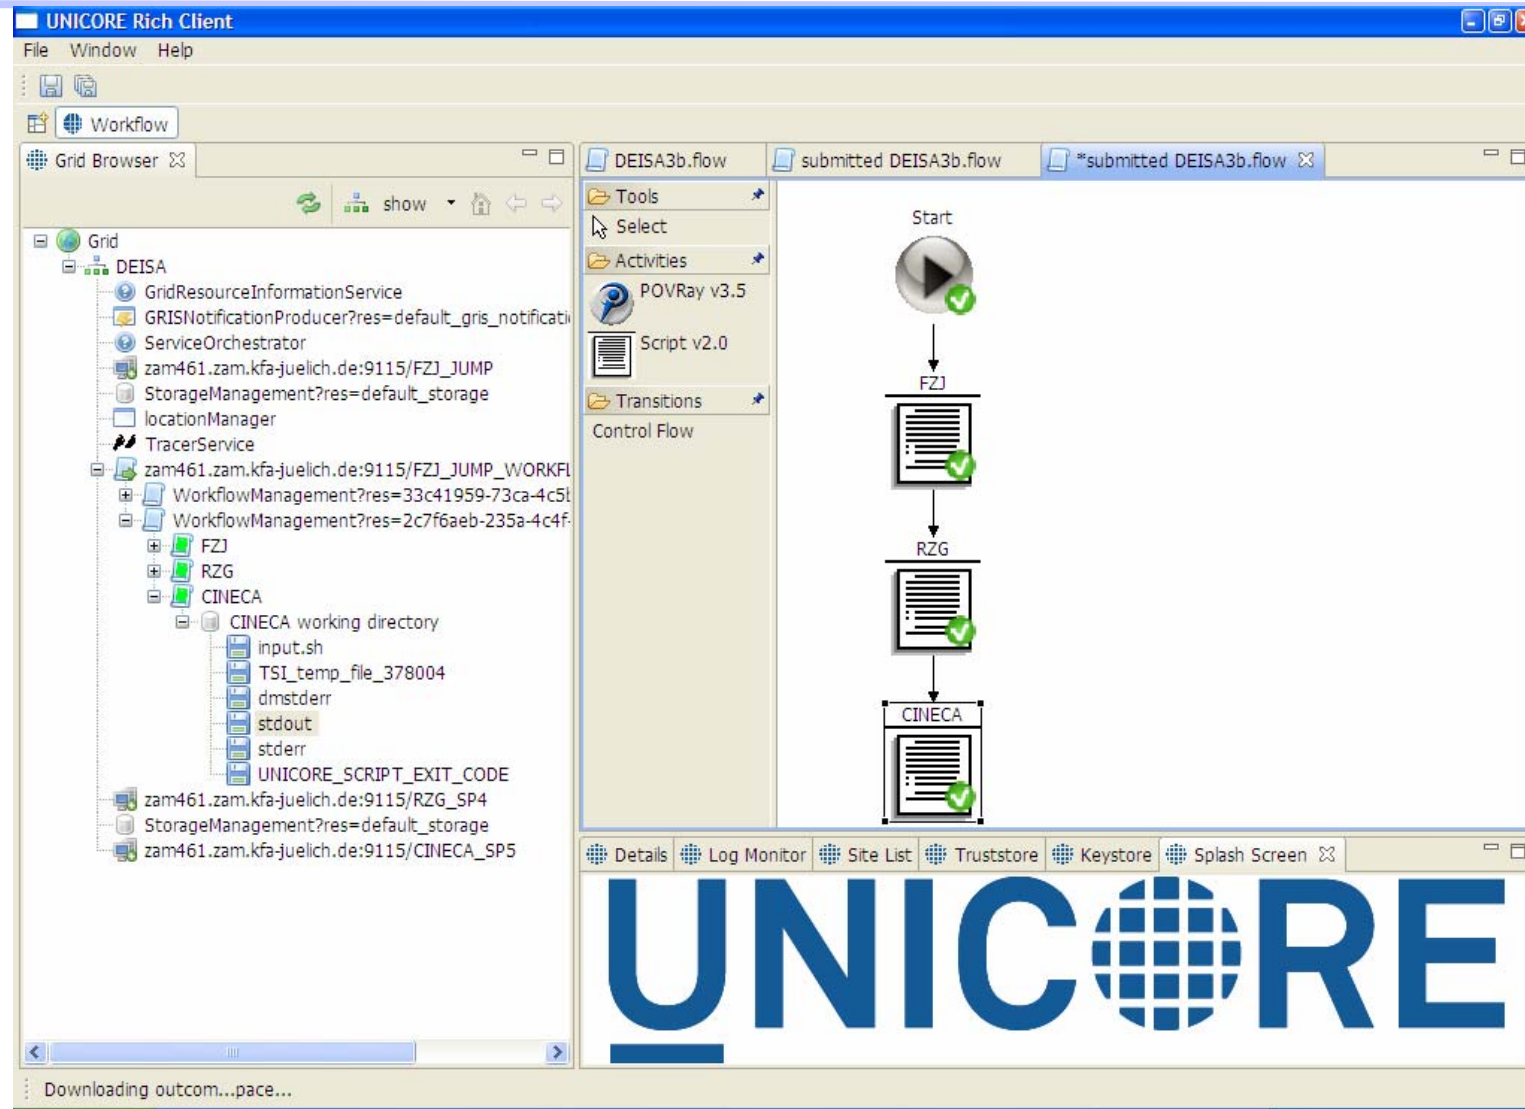 UNICORE Rich Client
File Window Help
Workflow
Grid Browser
show
Grid
DEISA
GridResourceInformationService
GRISNotificationProducer?res=default_gris_notificati
ServiceOrchestrator
zam461.zam.kfa-juelich.de:9115/FZJ_JUMP
StorageManagement?res=default_storage
locationManager
TracerService
zam461.zam.kfa-juelich.de:9115/FZJ_JUMP_WORKFL
WorkflowManagement?res=33c41959-73ca-4c5b
WorkflowManagement?res=2c7f6aeb-235a-4c4f-
FZJ
RZG
CINECA
CINECA working directory
input.sh
TSI_temp_file_378004
dmstderr
stdout
stderr
UNICORE_SCRIPT_EXIT_CODE
zam461.zam.kfa-juelich.de:9115/RZG_SP4
StorageManagement?res=default_storage
zam461.zam.kfa-juelich.de:9115/CINECA_SP5
DEISA3b.flow submitted DEISA3b.flow *submitted DEISA3b.flow
Tools
Select
Activities
POVRay v3.5
Script v2.0
Transitions
Control Flow
Start
FZJ
RZG
CINECA
Details Log Monitor Site List Truststore Keystore Splash Screen
UNICORE
Downloading outcom...pace...